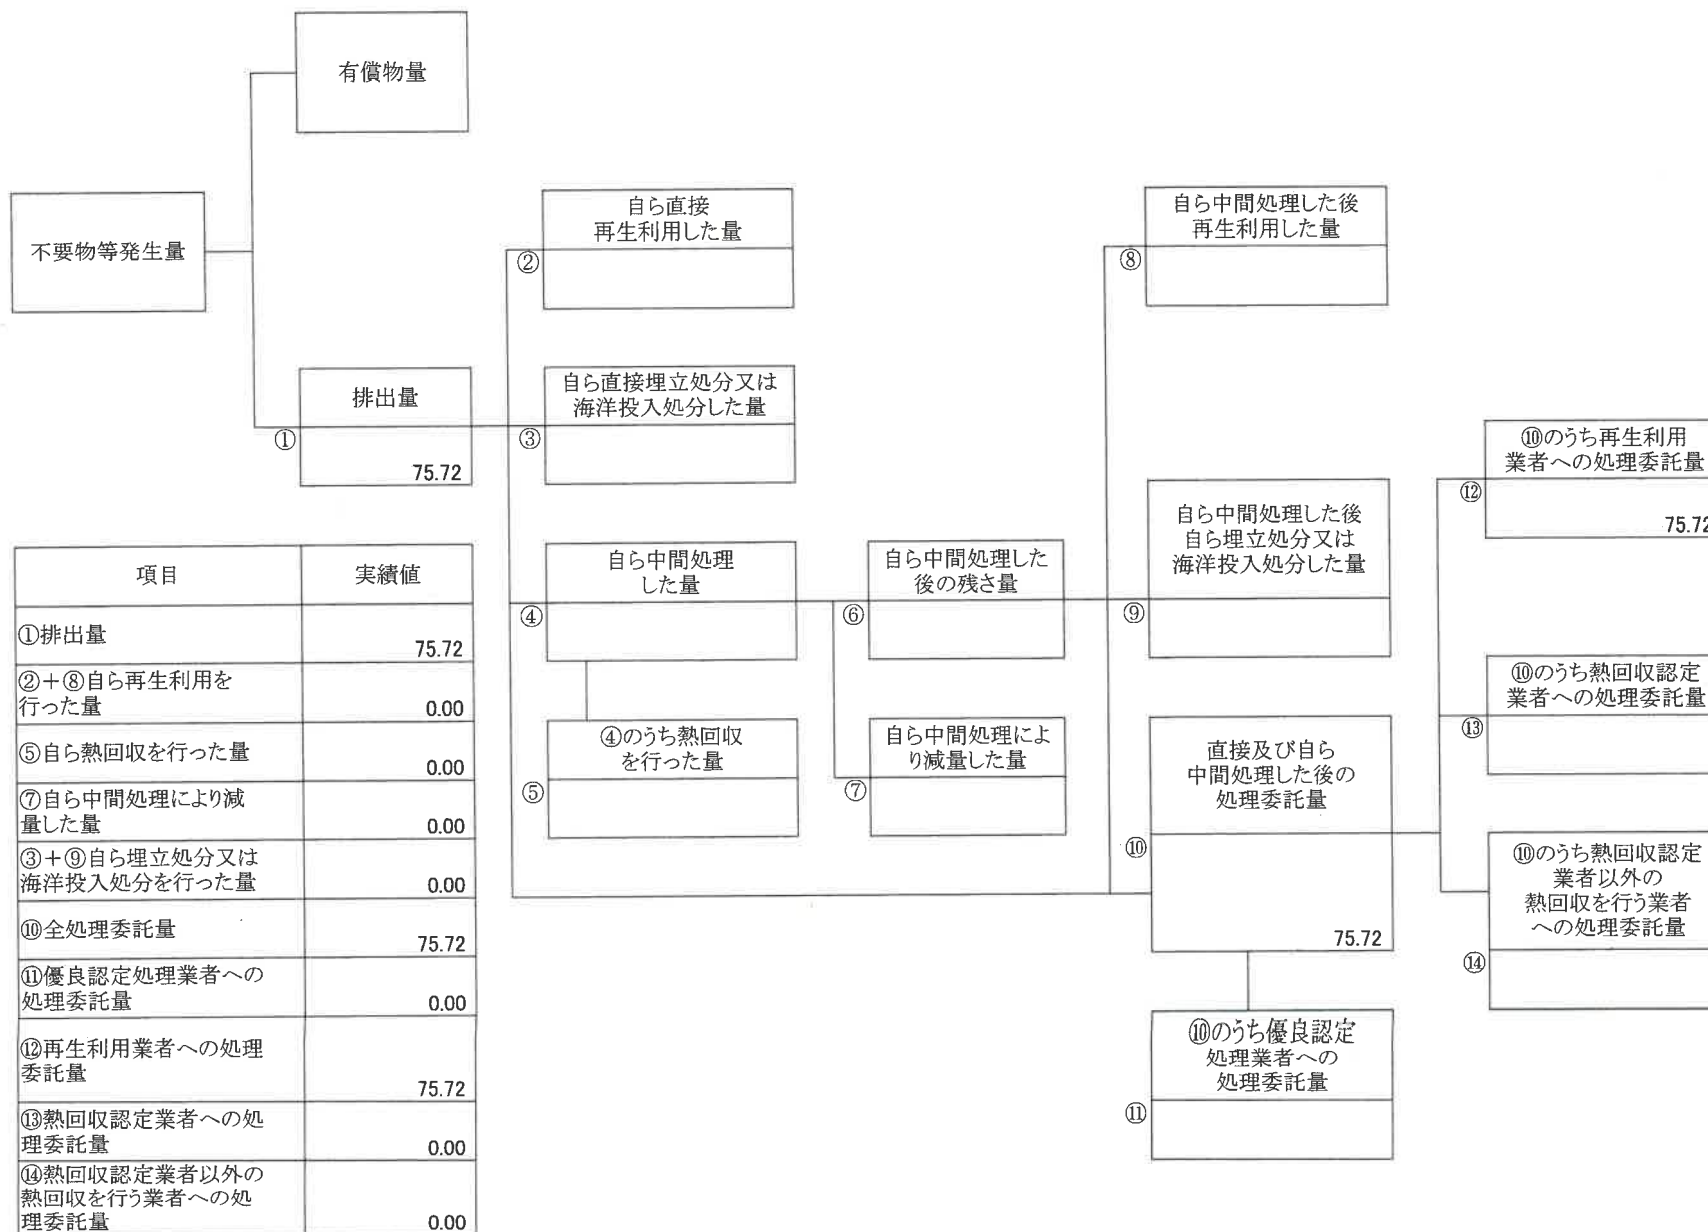 有償物量
不要物等発生量
排出量
①
75.72
自ら直接
再生利用した量
②
自ら直接埋立処分又は
海洋投入処分した量
③
自ら中間処理
した量
④
④のうち熱回収
を行った量
⑤
自ら中間処理した
後の残さ量
⑥
自ら中間処理によ
り減量した量
⑦
自ら中間処理した後
再生利用した量
⑧
自ら中間処理した後
自ら埋立処分又は
海洋投入処分した量
⑨
直接及び自ら
中間処理した後の
処理委託量
⑩
75.72
⑩のうち優良認定
処理業者への
処理委託量
⑪
⑩のうち再生利用
業者への処理委託量
⑫
75.72
⑩のうち熱回収認定
業者への処理委託量
⑬
⑩のうち熱回収認定
業者以外の
熱回収を行う業者
への処理委託量
⑭
項目 実績値
①排出量
75.72
②+⑧自ら再生利用を
行った量
0.00
⑤自ら熱回収を行った量
0.00
⑦自ら中間処理により減
量した量
0.00
③+⑨自ら埋立処分又は
海洋投入処分を行った量
0.00
⑩全処理委託量
75.72
⑪優良認定処理業者への
処理委託量
0.00
⑫再生利用業者への処理
委託量
75.72
⑬熱回収認定業者への処
理委託量
0.00
⑭熱回収認定業者以外の
熱回収を行う業者への処
理委託量
0.00